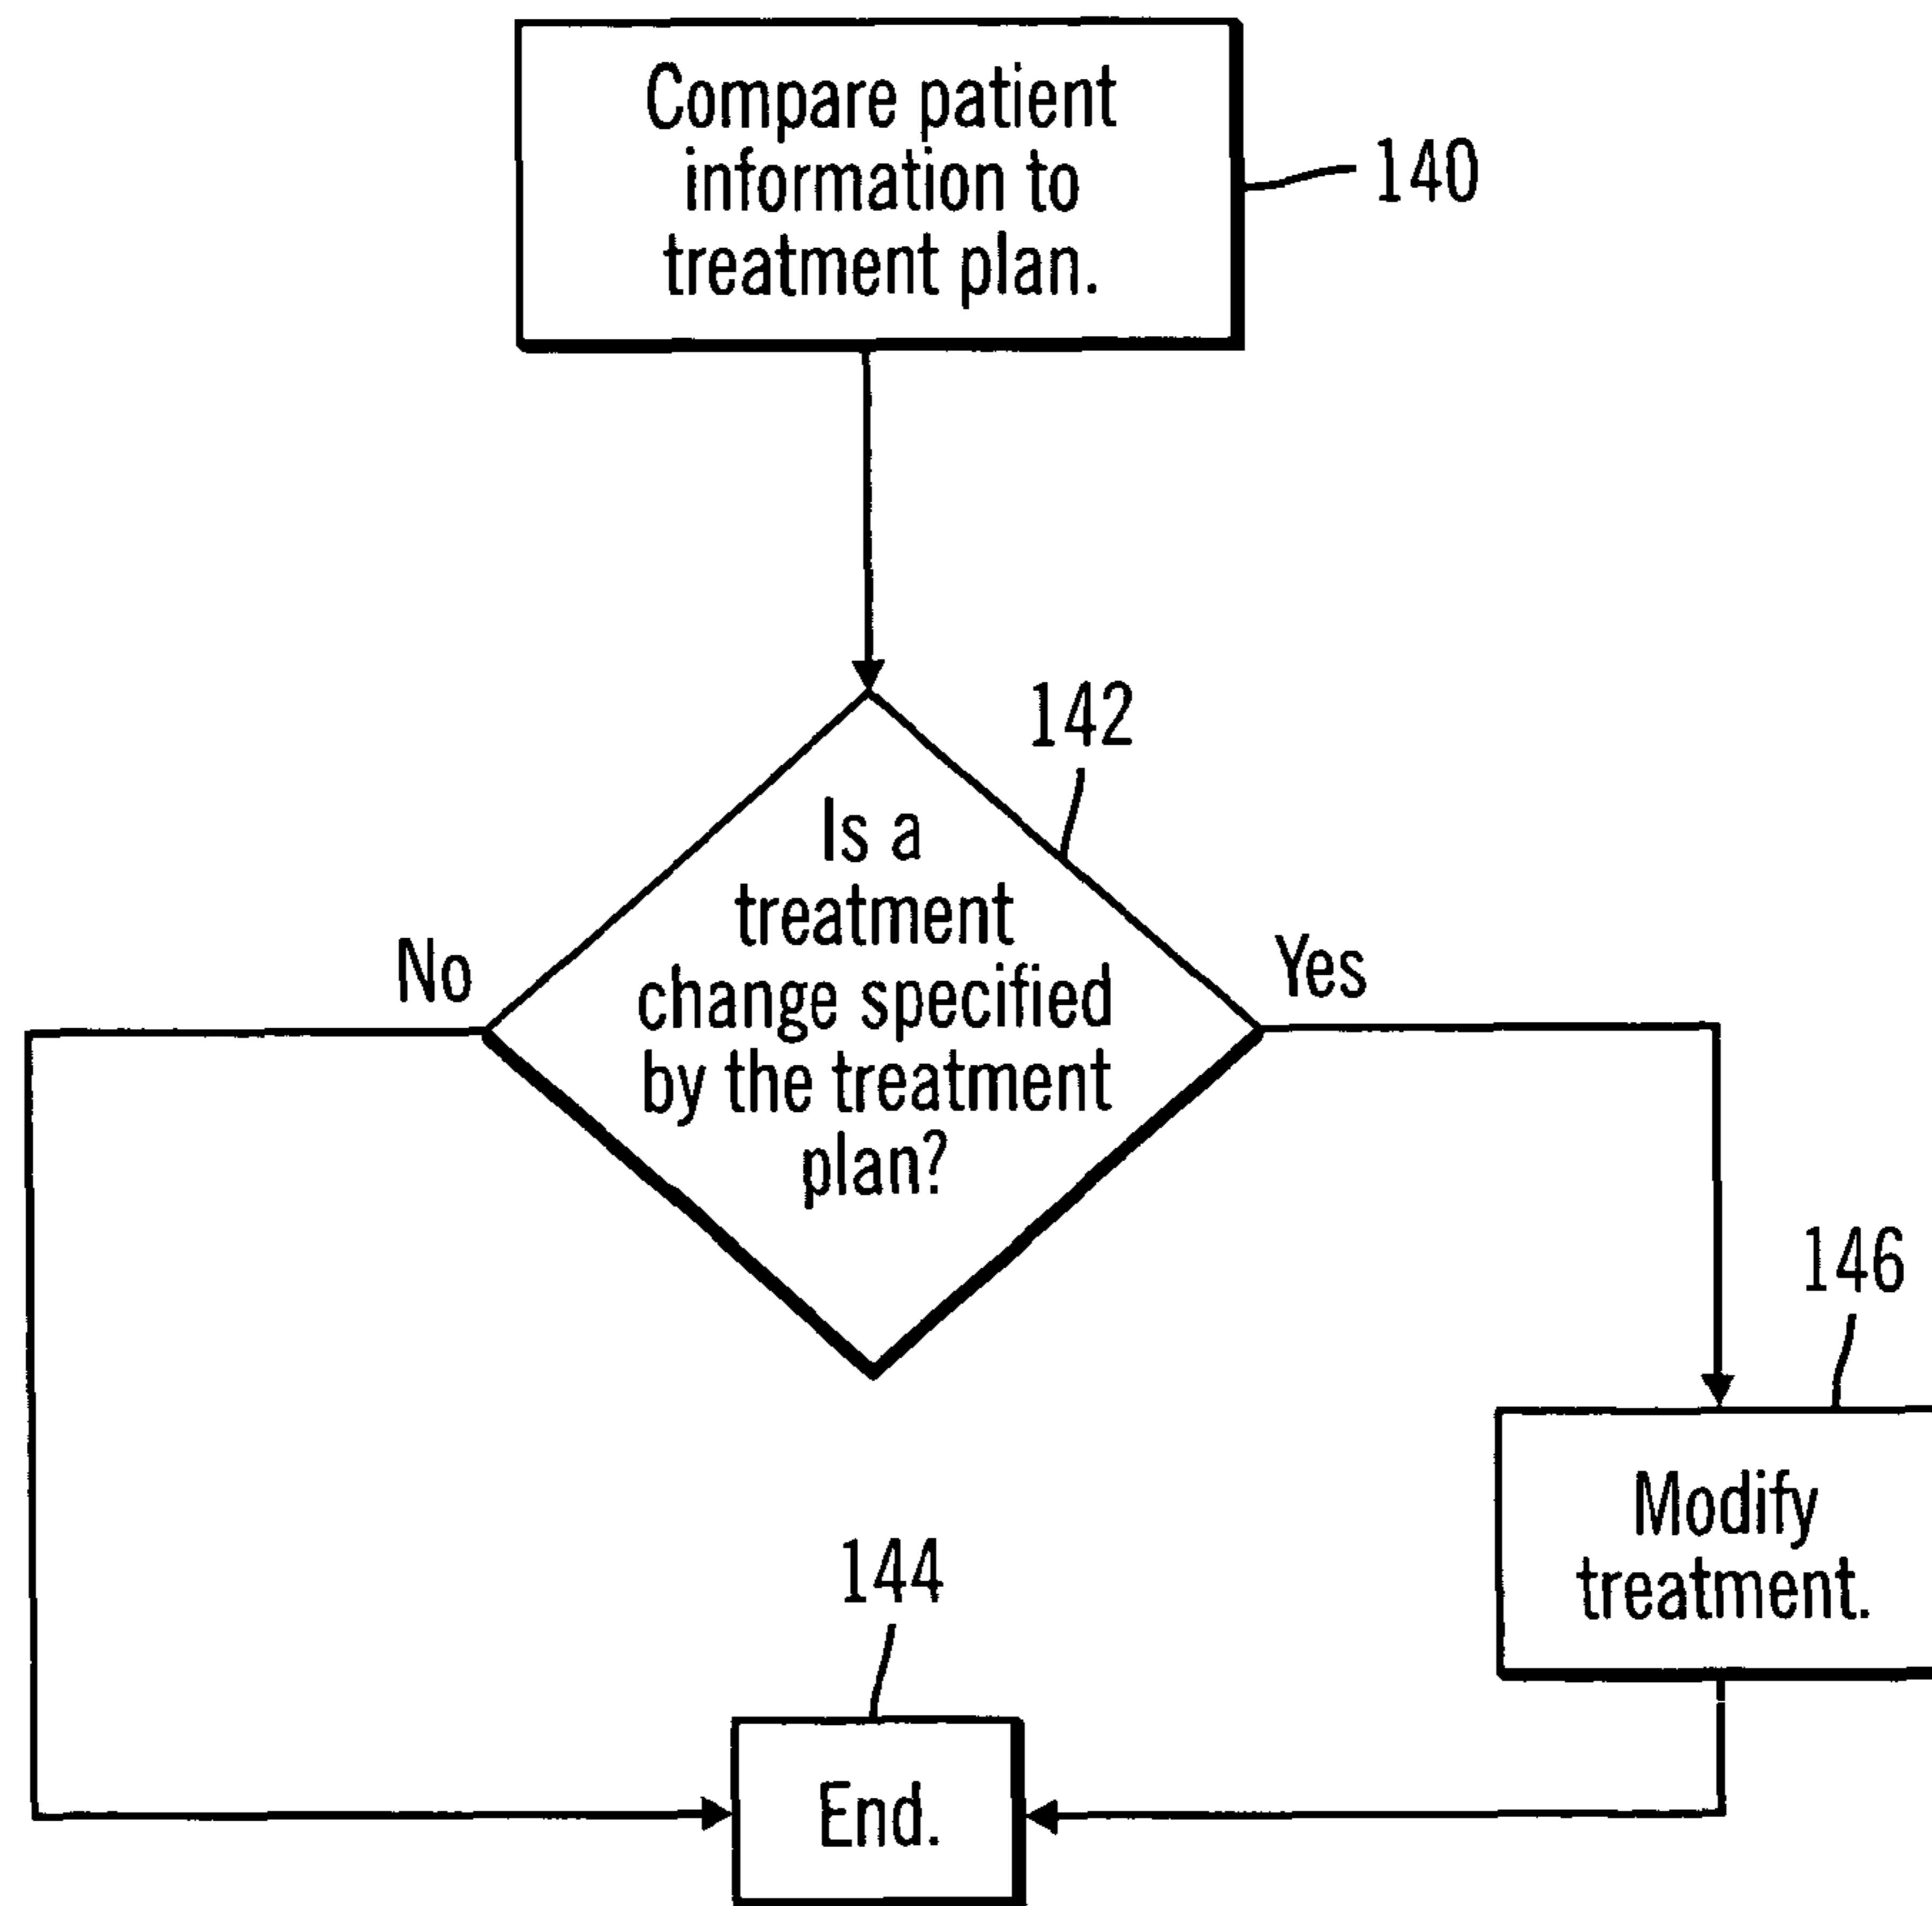 Compare patient
information to
treatment plan.
140
142
Is a
treatment
change specified
by the treatment
plan?
No
Yes
146
Modify
treatment.
144
End.